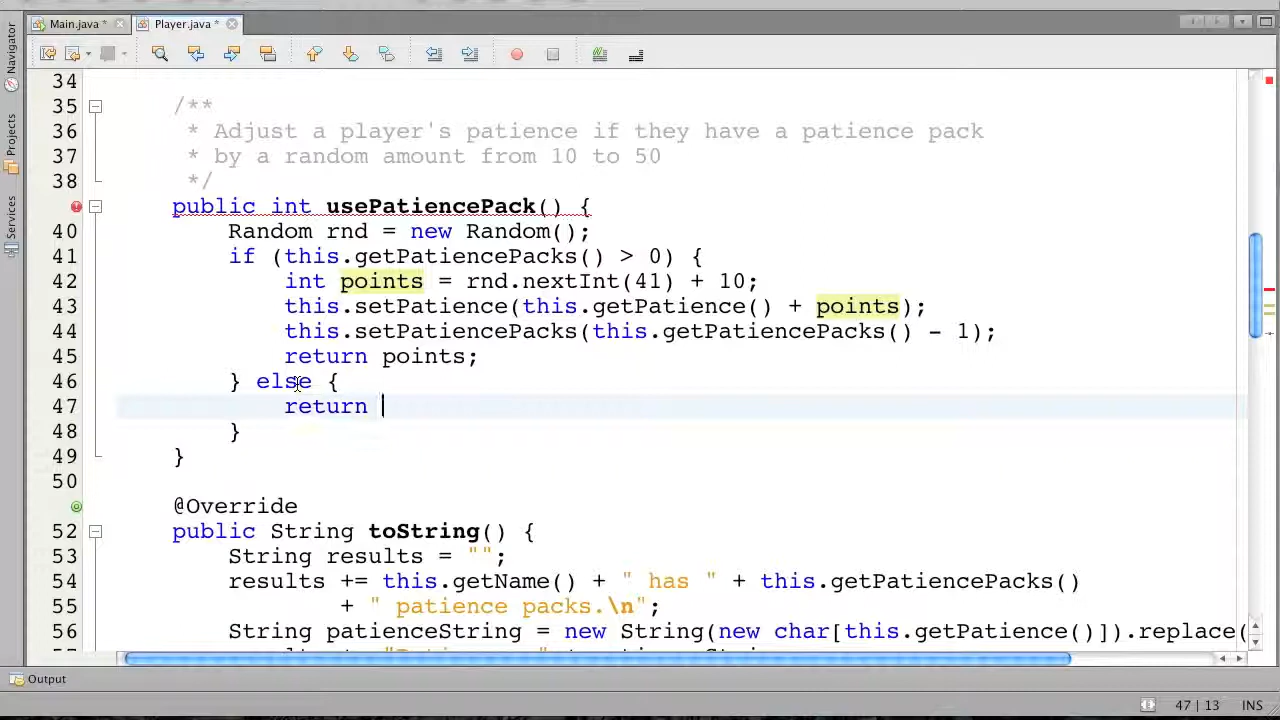 Main.java *
Player.java *
Navigator
Projects
Services
34
35 /**
36 * Adjust a player's patience if they have a patience pack
37 * by a random amount from 10 to 50
38 */
public int usePatiencePack() {
40 Random rnd = new Random();
41 if (this.getPatiencePacks() > 0) {
42 int points = rnd.nextInt(41) + 10;
43 this.setPatience(this.getPatience() + points);
44 this.setPatiencePacks(this.getPatiencePacks() - 1);
45 return points;
46 } else {
47 return
48 }
49 }
50
@Override
52 public String toString() {
53 String results = "";
54 results += this.getName() + " has " + this.getPatiencePacks()
55 + " patience packs.\n";
56 String patienceString = new String(new char[this.getPatience()]).replace(
Output
47 | 13 INS